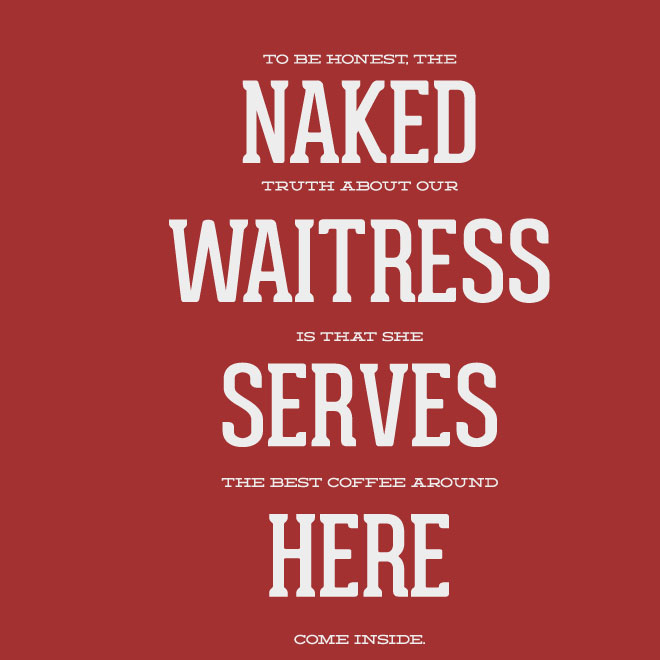 TO BE HONEST, THE
NAKED
TRUTH ABOUT OUR
WAITRESS
IS THAT SHE
SERVES
THE BEST COFFEE AROUND
HERE
COME INSIDE.